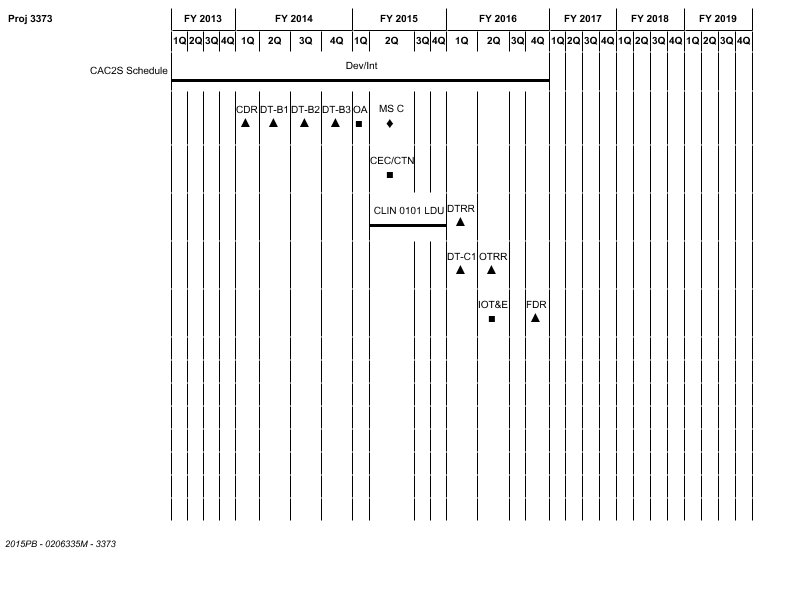 Proj 3373
FY 2013 FY 2014 FY 2015 FY 2016 FY 2017 FY 2018 FY 2019
1Q 2Q 3Q 4Q 1Q 2Q 3Q 4Q 1Q 2Q 3Q 4Q 1Q 2Q 3Q 4Q 1Q 2Q 3Q 4Q 1Q 2Q 3Q 4Q 1Q 2Q 3Q 4Q
CAC2S Schedule Dev/Int
CDR DT-B1 DT-B2 DT-B3 OA MS C
CEC/CTN
CLIN 0101 LDU DTRR
DT-C1 OTRR
IOT&E FDR
2015PB - 0206335M - 3373